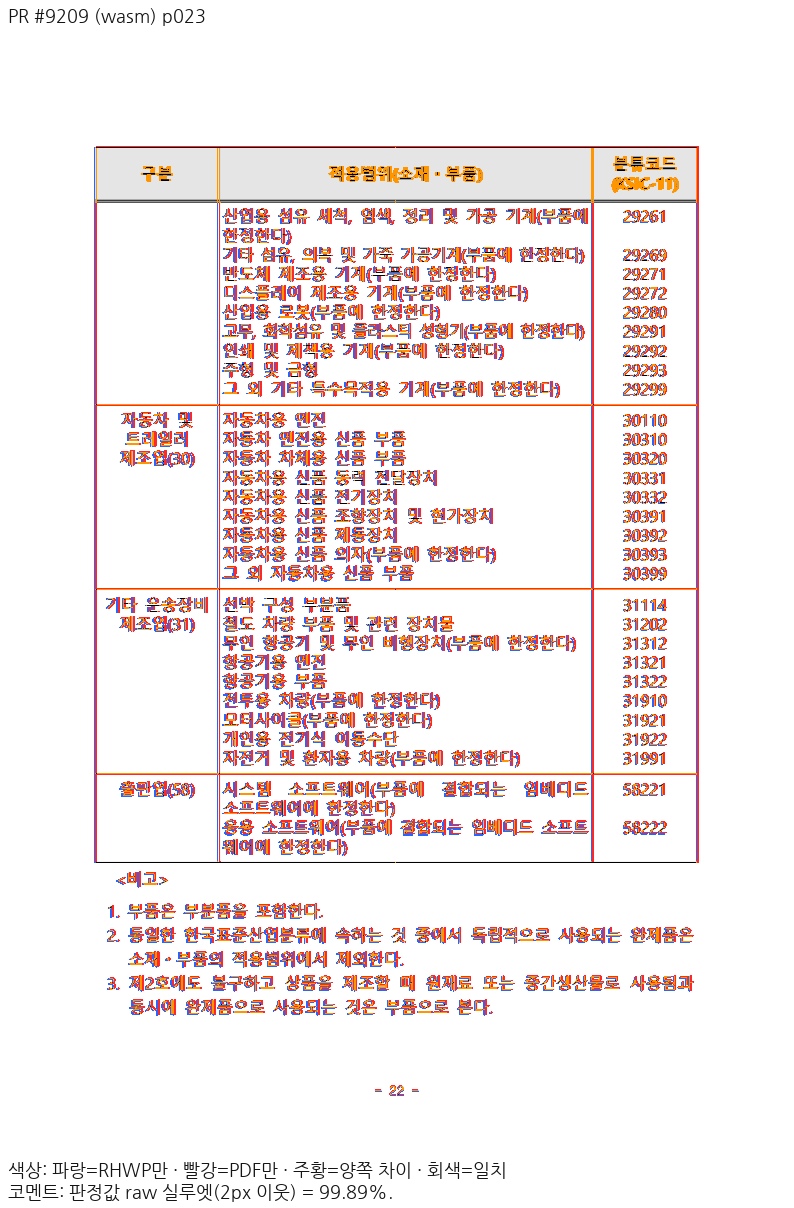 PR #9209 (wasm) p023
구분 적용범위(소재·부품) 분류코드
(KSIC-11)
산업용 섬유 세척, 염색, 정리 및 가공 기계(부품에 29261
한정한다)
기타 섬유, 의복 및 가죽 가공기계(부품에 한정한다) 29269
반도체 제조용 기계(부품에 한정한다) 29271
디스플레이 제조용 기계(부품에 한정한다) 29272
산업용 로봇(부품에 한정한다) 29280
고무, 화학섬유 및 플라스틱 성형기(부품에 한정한다) 29291
인쇄 및 제책용 기계(부품에 한정한다) 29292
주형 및 금형 29293
그 외 기타 특수목적용 기계(부품에 한정한다) 29299
자동차 및 자동차용 엔진 30110
트레일러 자동차 엔진용 신품 부품 30310
제조업(30) 자동차 차체용 신품 부품 30320
자동차용 신품 동력 전달장치 30331
자동차용 신품 전기장치 30332
자동차용 신품 조향장치 및 현가장치 30391
자동차용 신품 제동장치 30392
자동차용 신품 의자(부품에 한정한다) 30393
그 외 자동차용 신품 부품 30399
기타 운송장비 선박 구성 부분품 31114
제조업(31) 철도 차량 부품 및 관련 장치물 31202
무인 항공기 및 무인 비행장치(부품에 한정한다) 31312
항공기용 엔진 31321
항공기용 부품 31322
전투용 차량(부품에 한정한다) 31910
모터사이클(부품에 한정한다) 31921
개인용 전기식 이동수단 31922
자전거 및 환자용 차량(부품에 한정한다) 31991
출판업(58) 시스템 소프트웨어(부품에 결합되는 임베디드 58221
소프트웨어에 한정한다)
응용 소프트웨어(부품에 결합되는 임베디드 소프트 58222
웨어에 한정한다)
<비고>
1. 부품은 부분품을 포함한다.
2. 동일한 한국표준산업분류에 속하는 것 중에서 독립적으로 사용되는 완제품은
소재·부품의 적용범위에서 제외한다.
3. 제2호에도 불구하고 상품을 제조할 때 원재료 또는 중간생산물로 사용됨과
동시에 완제품으로 사용되는 것은 부품으로 본다.
- 22 -
색상: 파랑=RHWP만 · 빨강=PDF만 · 주황=양쪽 차이 · 회색=일치
코멘트: 판정값 raw 실루엣(2px 이웃) = 99.89%.